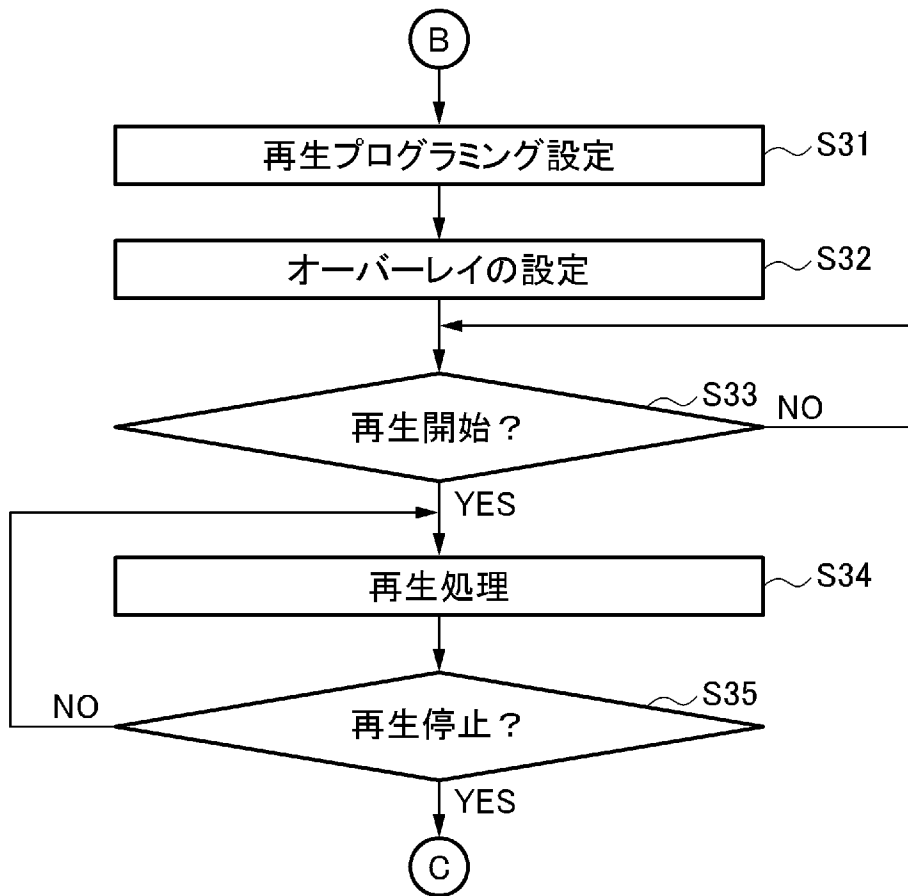 B
再生プログラミング設定
S31
オーバーレイの設定
S32
S33
再生開始?
NO
YES
再生処理
S34
S35
再生停止?
NO
YES
C